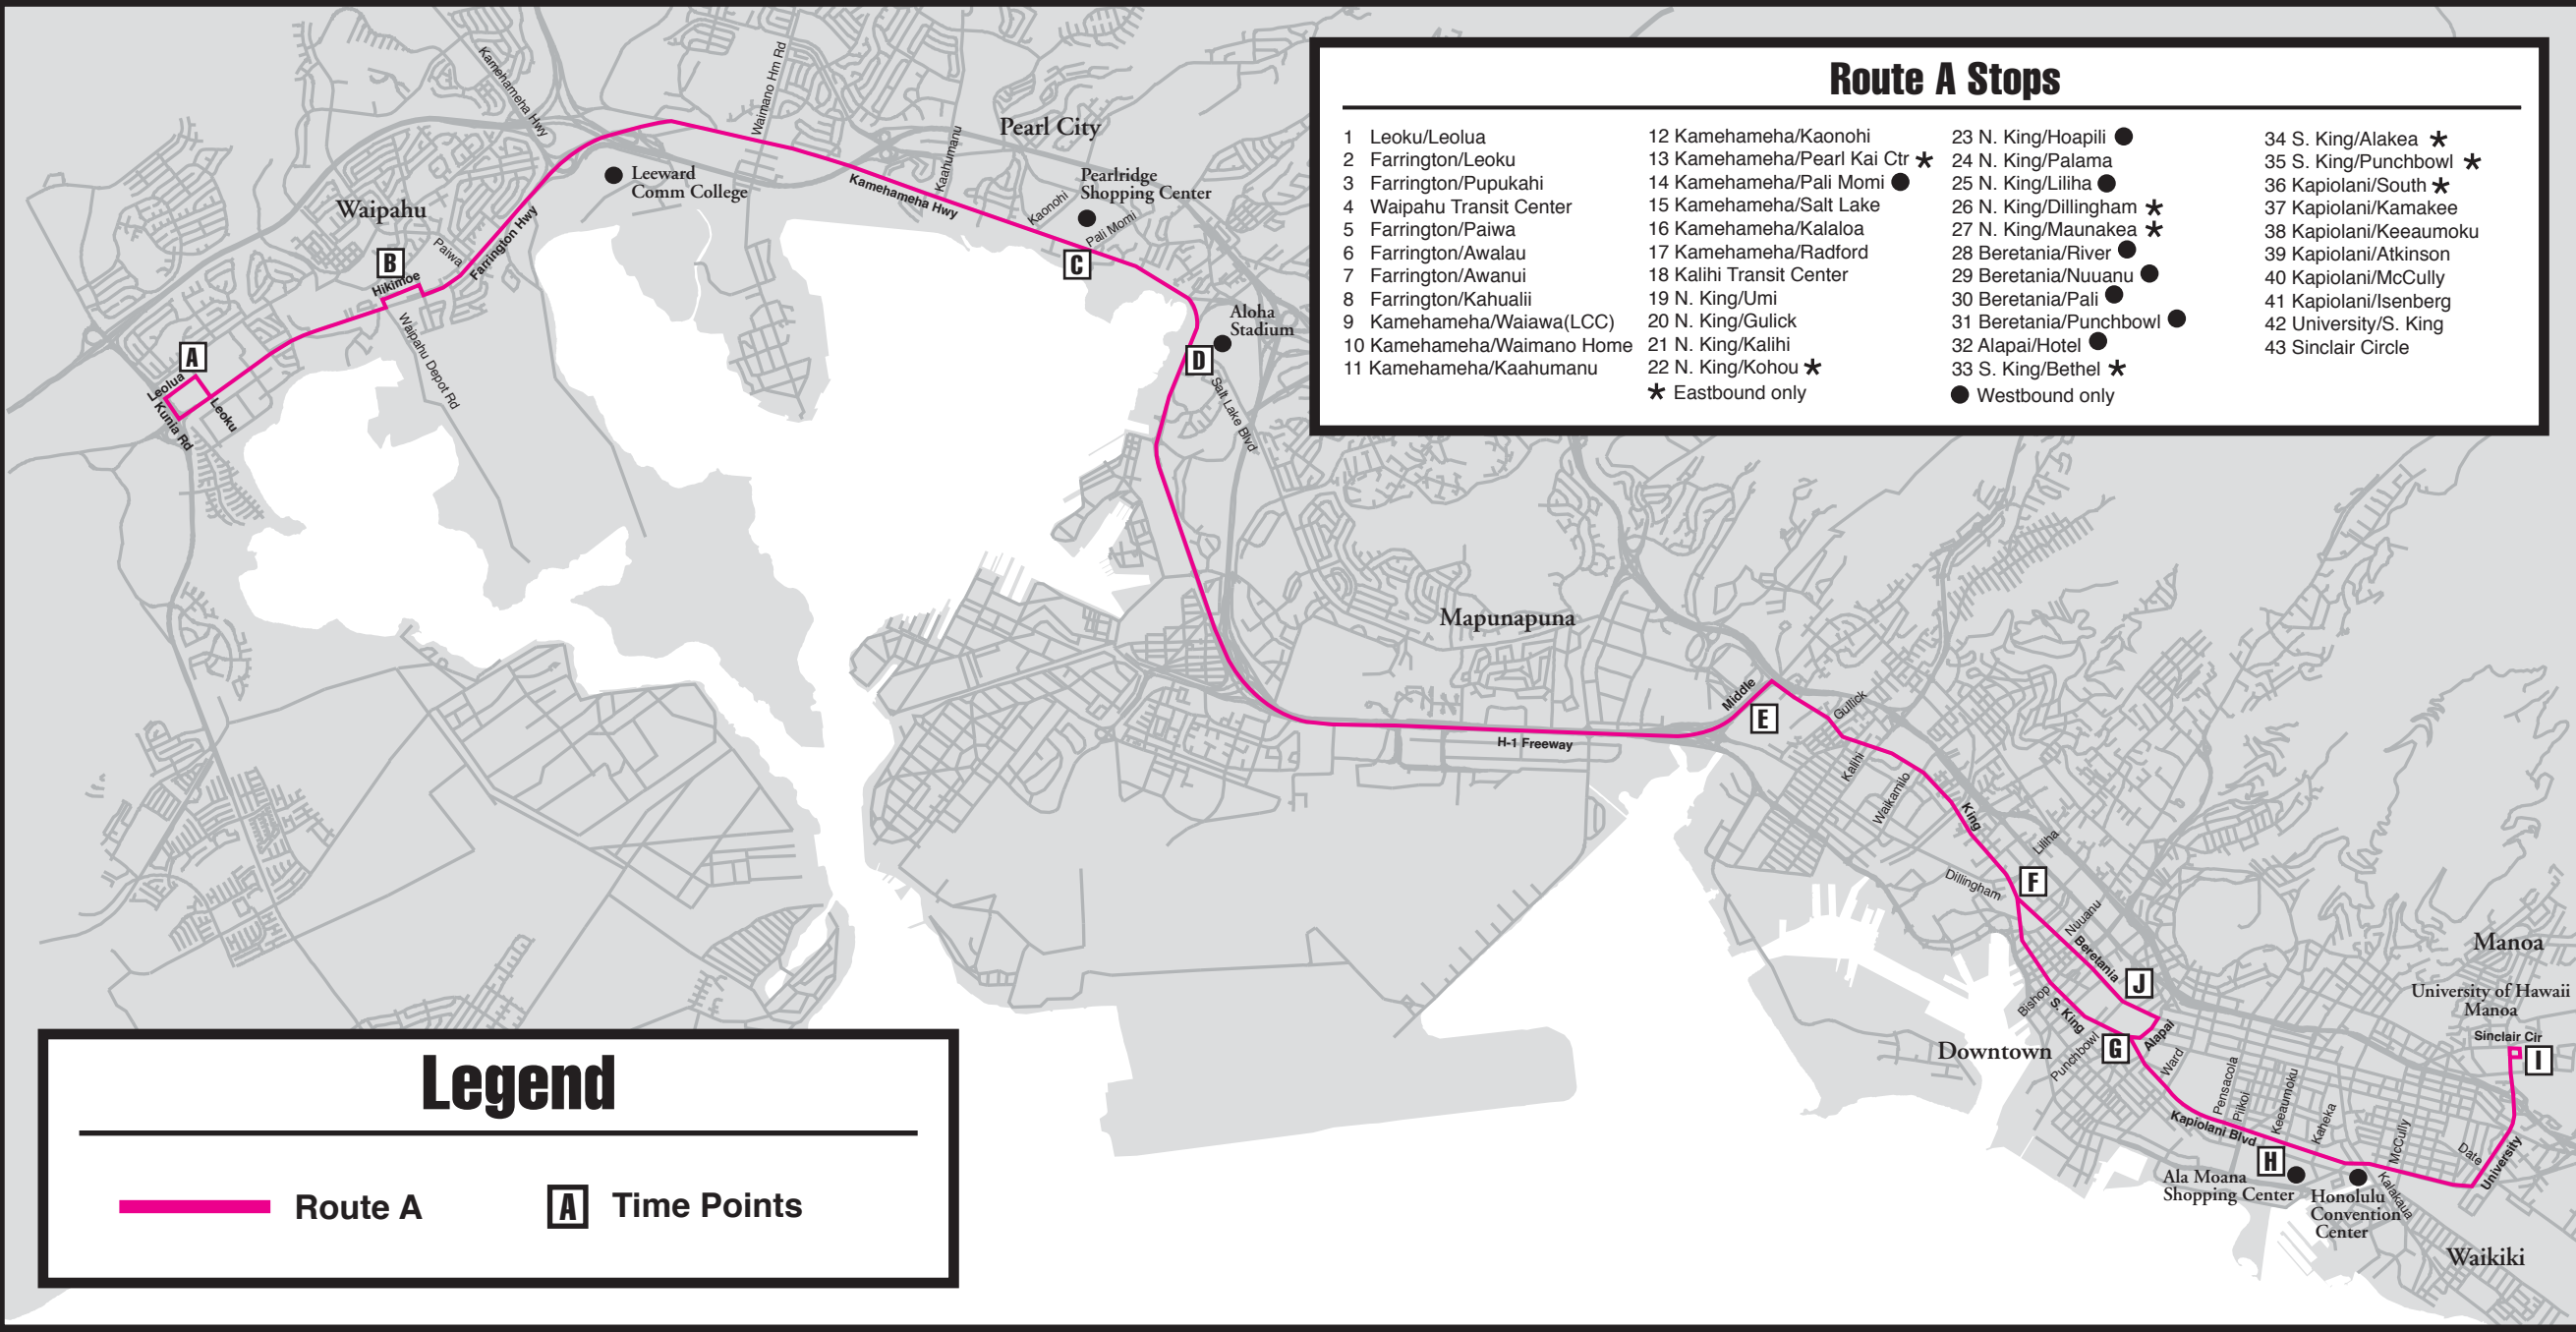 Route A Stops
1 Leoku/Leolua
2 Farrington/Leoku
3 Farrington/Pupukahi
4 Waipahu Transit Center
5 Farrington/Paiwa
6 Farrington/Awalau
7 Farrington/Awanui
8 Farrington/Kahualii
9 Kamehameha/Waiawa(LCC)
10 Kamehameha/Waimano Home
11 Kamehameha/Kaahumanu
12 Kamehameha/Kaonohi
13 Kamehameha/Pearl Kai Ctr *
14 Kamehameha/Pali Momi ●
15 Kamehameha/Salt Lake
16 Kamehameha/Kalaloa
17 Kamehameha/Radford
18 Kalihi Transit Center
19 N. King/Umi
20 N. King/Gulick
21 N. King/Kalihi
22 N. King/Kohou *
* Eastbound only
23 N. King/Hoapili ●
24 N. King/Palama
25 N. King/Liliha ●
26 N. King/Dillingham *
27 N. King/Maunakea *
28 Beretania/River ●
29 Beretania/Nuuanu ●
30 Beretania/Pali ●
31 Beretania/Punchbowl ●
32 Alapai/Hotel ●
33 S. King/Bethel *
● Westbound only
34 S. King/Alakea *
35 S. King/Punchbowl *
36 Kapiolani/South *
37 Kapiolani/Kamakee
38 Kapiolani/Keeaumoku
39 Kapiolani/Atkinson
40 Kapiolani/McCully
41 Kapiolani/Isenberg
42 University/S. King
43 Sinclair Circle
Kamehameha Hwy
Waimano Hm Rd
Kaahumanu
Pearl City
Leeward
Comm College
Pearlridge
Shopping Center
Kamehameha Hwy
Kaonohi
Pali Momi
C
Waipahu
B
Hikimoe
Paiwa
Farrington Hwy
Waipahu Depot Rd
A
Leolua
Kunia Rd
Leoku
Aloha
Stadium
D
Salt Lake Blvd
Mapunapuna
H-1 Freeway
Middle
E
Gullick
Kalihi
Waikamilo
King
Liliha
Dillingham
F
Nuuanu
Beretania
J
Bishop
S. King
Punchbowl
G
Alapai
Downtown
Ward
Pensacola
Piikoi
Keeaumoku
Kaheka
McCully
Kapiolani Blvd
H
Ala Moana
Shopping Center
Honolulu
Convention
Center
Kalakaua
Date
University
Manoa
University of Hawaii
Manoa
Sinclair Cir
I
Waikiki
Legend
Route A
A
Time Points